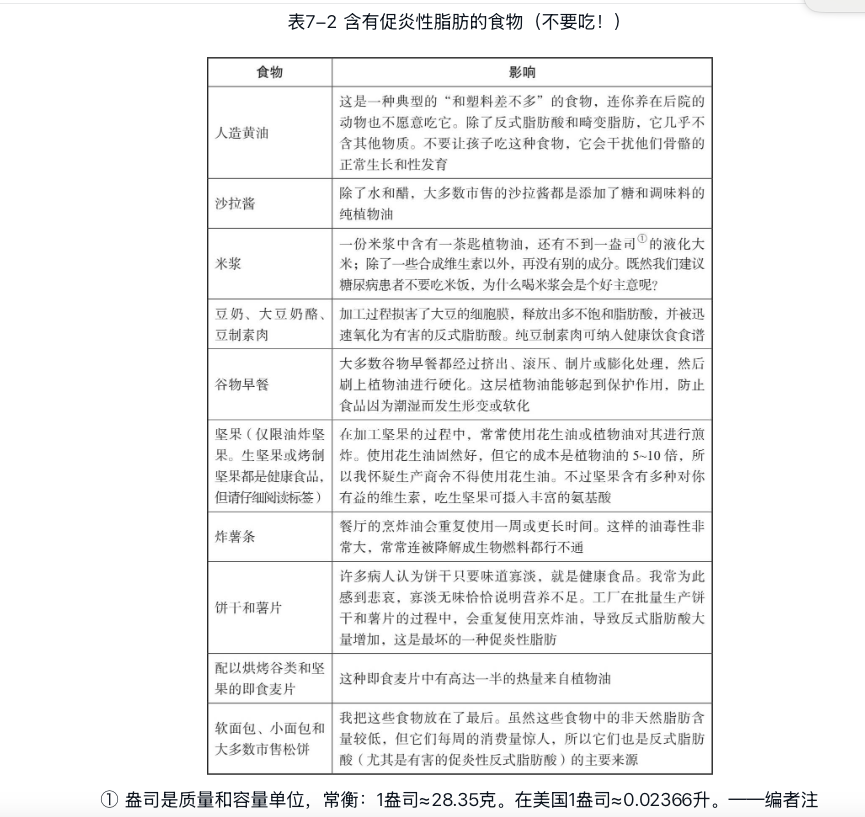 表7-2 含有促炎性脂肪的食物（不要吃！）
食物
影响
人造黄油
这是一种典型的“和塑料差不多”的食物，连你养在后院的
动物也不愿意吃它。除了反式脂肪酸和畸变脂肪，它几乎不
含其他物质。不要让孩子吃这种食物，它会干扰他们骨骼的
正常生长和性发育
沙拉酱
除了水和醋，大多数市售的沙拉酱都是添加了糖和调味料的
纯植物油
米浆
一份米浆中含有一茶匙植物油，还有不到一盎司①的液化大
米；除了一些合成维生素以外，再没有别的成分。既然我们建议
糖尿病患者不要吃米饭，为什么喝米浆会是个好主意呢？
豆奶、大豆奶酪、
豆制素肉
加工过程损害了大豆的细胞膜，释放出多不饱和脂肪酸，并被迅
速氧化为有害的反式脂肪酸。纯豆制素肉可纳入健康饮食食谱
谷物早餐
大多数谷物早餐都经过挤出、滚压、制片或膨化处理，然后
刷上植物油进行硬化。这层植物油能够起到保护作用，防止
食品因为潮湿而发生形变或软化
坚果（仅限油炸坚
果。生坚果或烤制
坚果都是健康食品，
但请仔细阅读标签）
在加工坚果的过程中，常常使用花生油或植物油对其进行煎
炸。使用花生油固然好，但它的成本是植物油的 5~10 倍，所
以我怀疑生产商舍不得使用花生油。不过坚果含有多种对你
有益的维生素，吃生坚果可摄入丰富的氨基酸
炸薯条
餐厅的烹炸油会重复使用一周或更长时间。这样的油毒性非
常大，常常连被降解成生物燃料都行不通
饼干和薯片
许多病人认为饼干只要味道寡淡，就是健康食品。我常为此
感到悲哀，寡淡无味恰恰说明营养不足。工厂在批量生产饼
干和薯片的过程中，会重复使用烹炸油，导致反式脂肪酸大
量增加，这是最坏的一种促炎性脂肪
配以烘烤谷类和坚
果的即食麦片
这种即食麦片中有高达一半的热量来自植物油
软面包、小面包和
大多数市售松饼
我把这些食物放在了最后。虽然这些食物中的非天然脂肪含
量较低，但它们每周的消费量惊人，所以它们也是反式脂肪
酸（尤其是有害的促炎性反式脂肪酸）的主要来源
① 盎司是质量和容量单位，常衡：1盎司≈28.35克。在美国1盎司≈0.02366升。——编者注